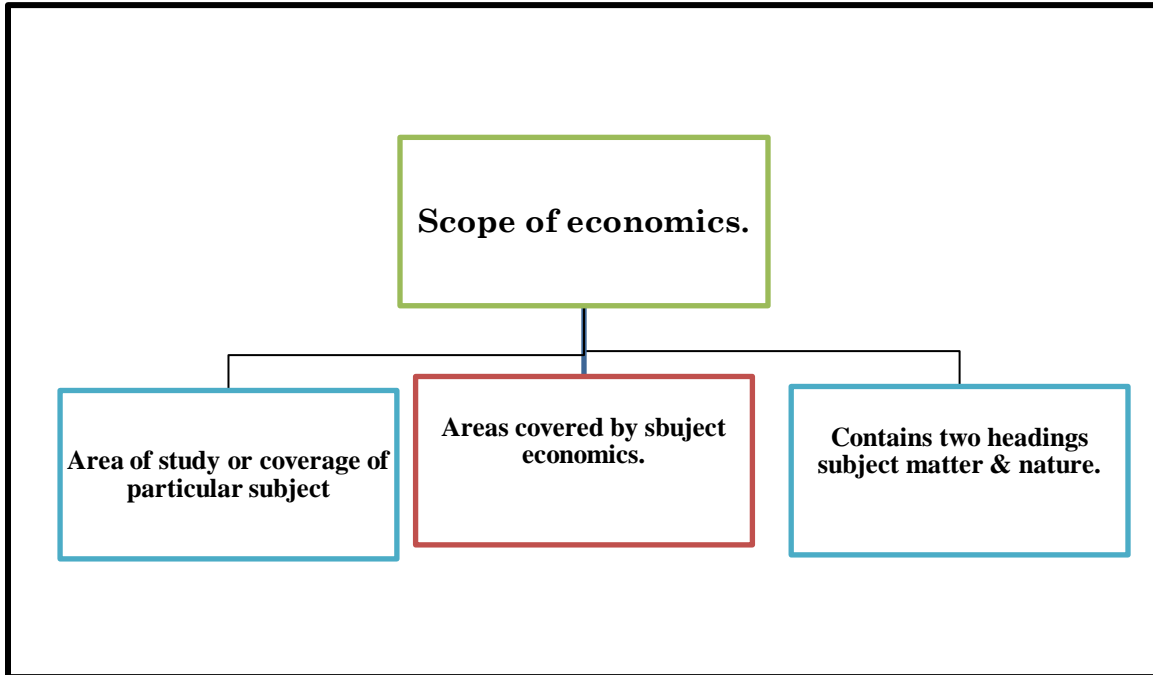 Scope of economics.
Area of study or coverage of
particular subject
Areas covered by sbuject
economics.
Contains two headings
subject matter & nature.